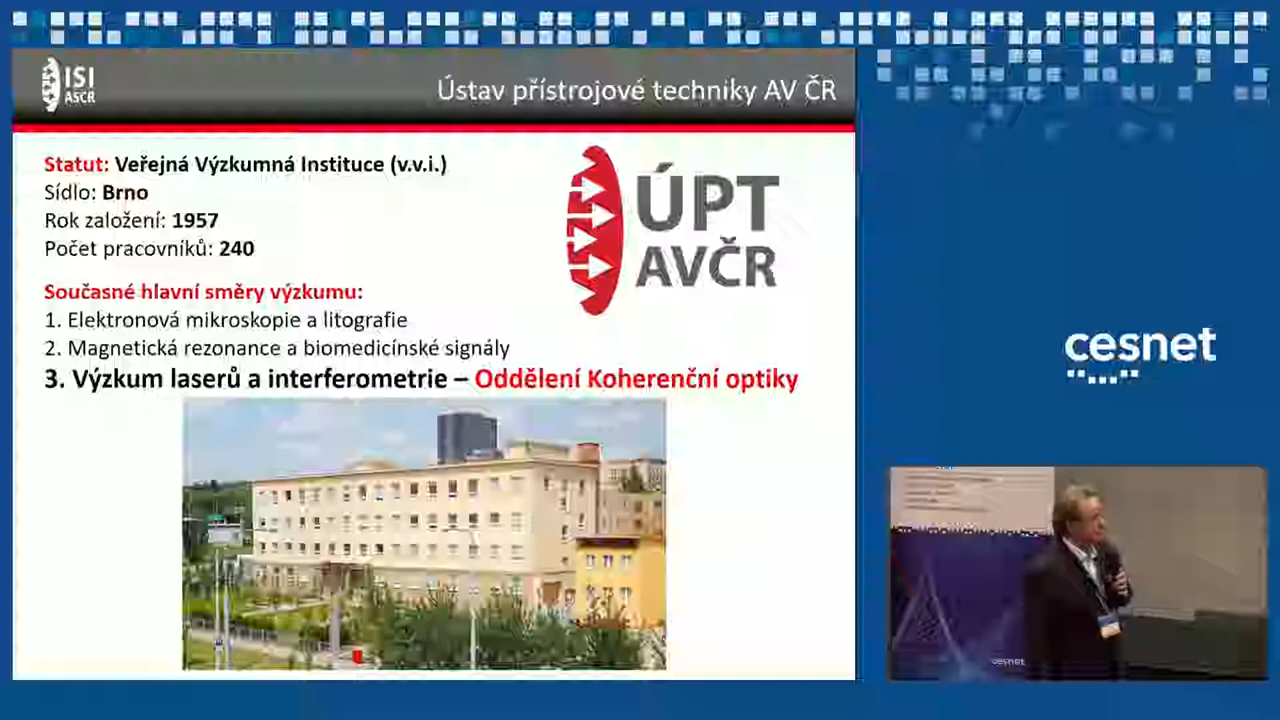 ISI
ASCR
Ústav přístrojové techniky AV ČR
Statut: Veřejná Výzkumná Instituce (v.v.i.)
Sídlo: Brno
Rok založení: 1957
Počet pracovníků: 240
ÚPT
AVČR
Současné hlavní směry výzkumu:
1. Elektronová mikroskopie a litografie
2. Magnetická rezonance a biomedicínské signály
3. Výzkum laserů a interferometrie – Oddělení Koherenční optiky
cesnet
cesnet